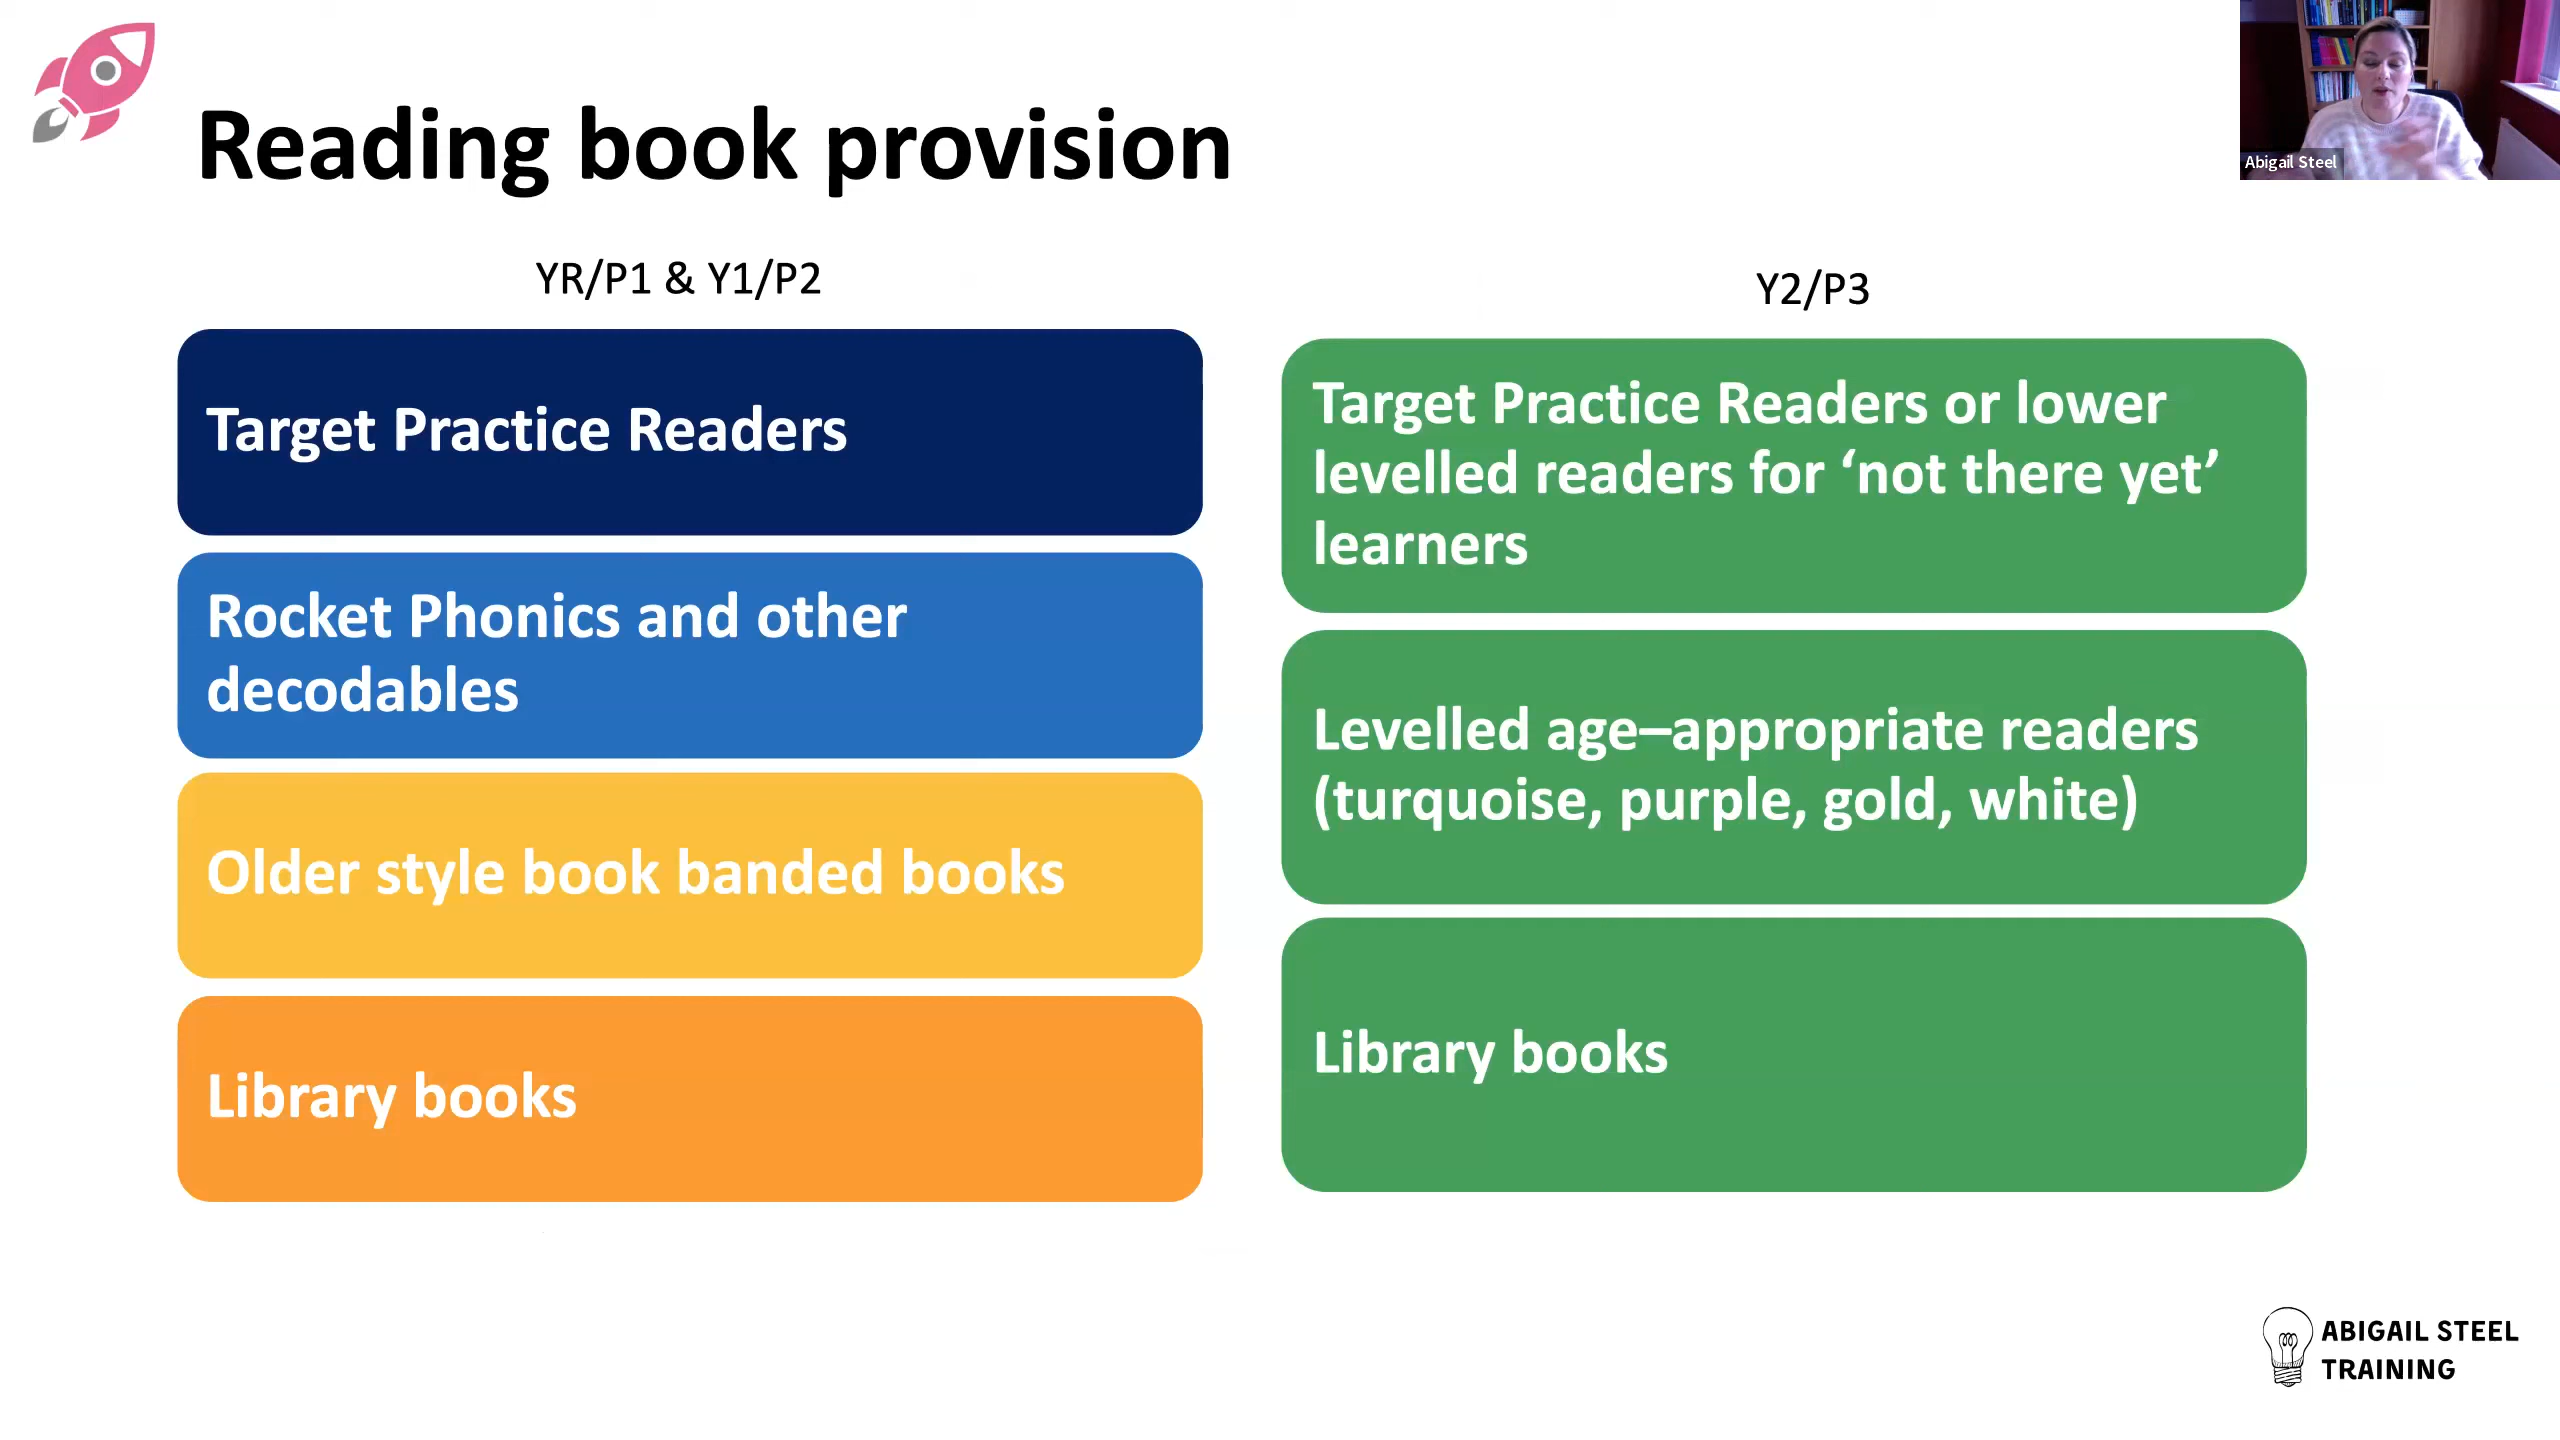 Reading book provision
Abigail Steel
YR/P1 & Y1/P2
Target Practice Readers
Rocket Phonics and other
decodables
Older style book banded books
Library books
Y2/P3
Target Practice Readers or lower
levelled readers for ‘not there yet’
learners
Levelled age–appropriate readers
(turquoise, purple, gold, white)
Library books
ABIGAIL STEEL
TRAINING